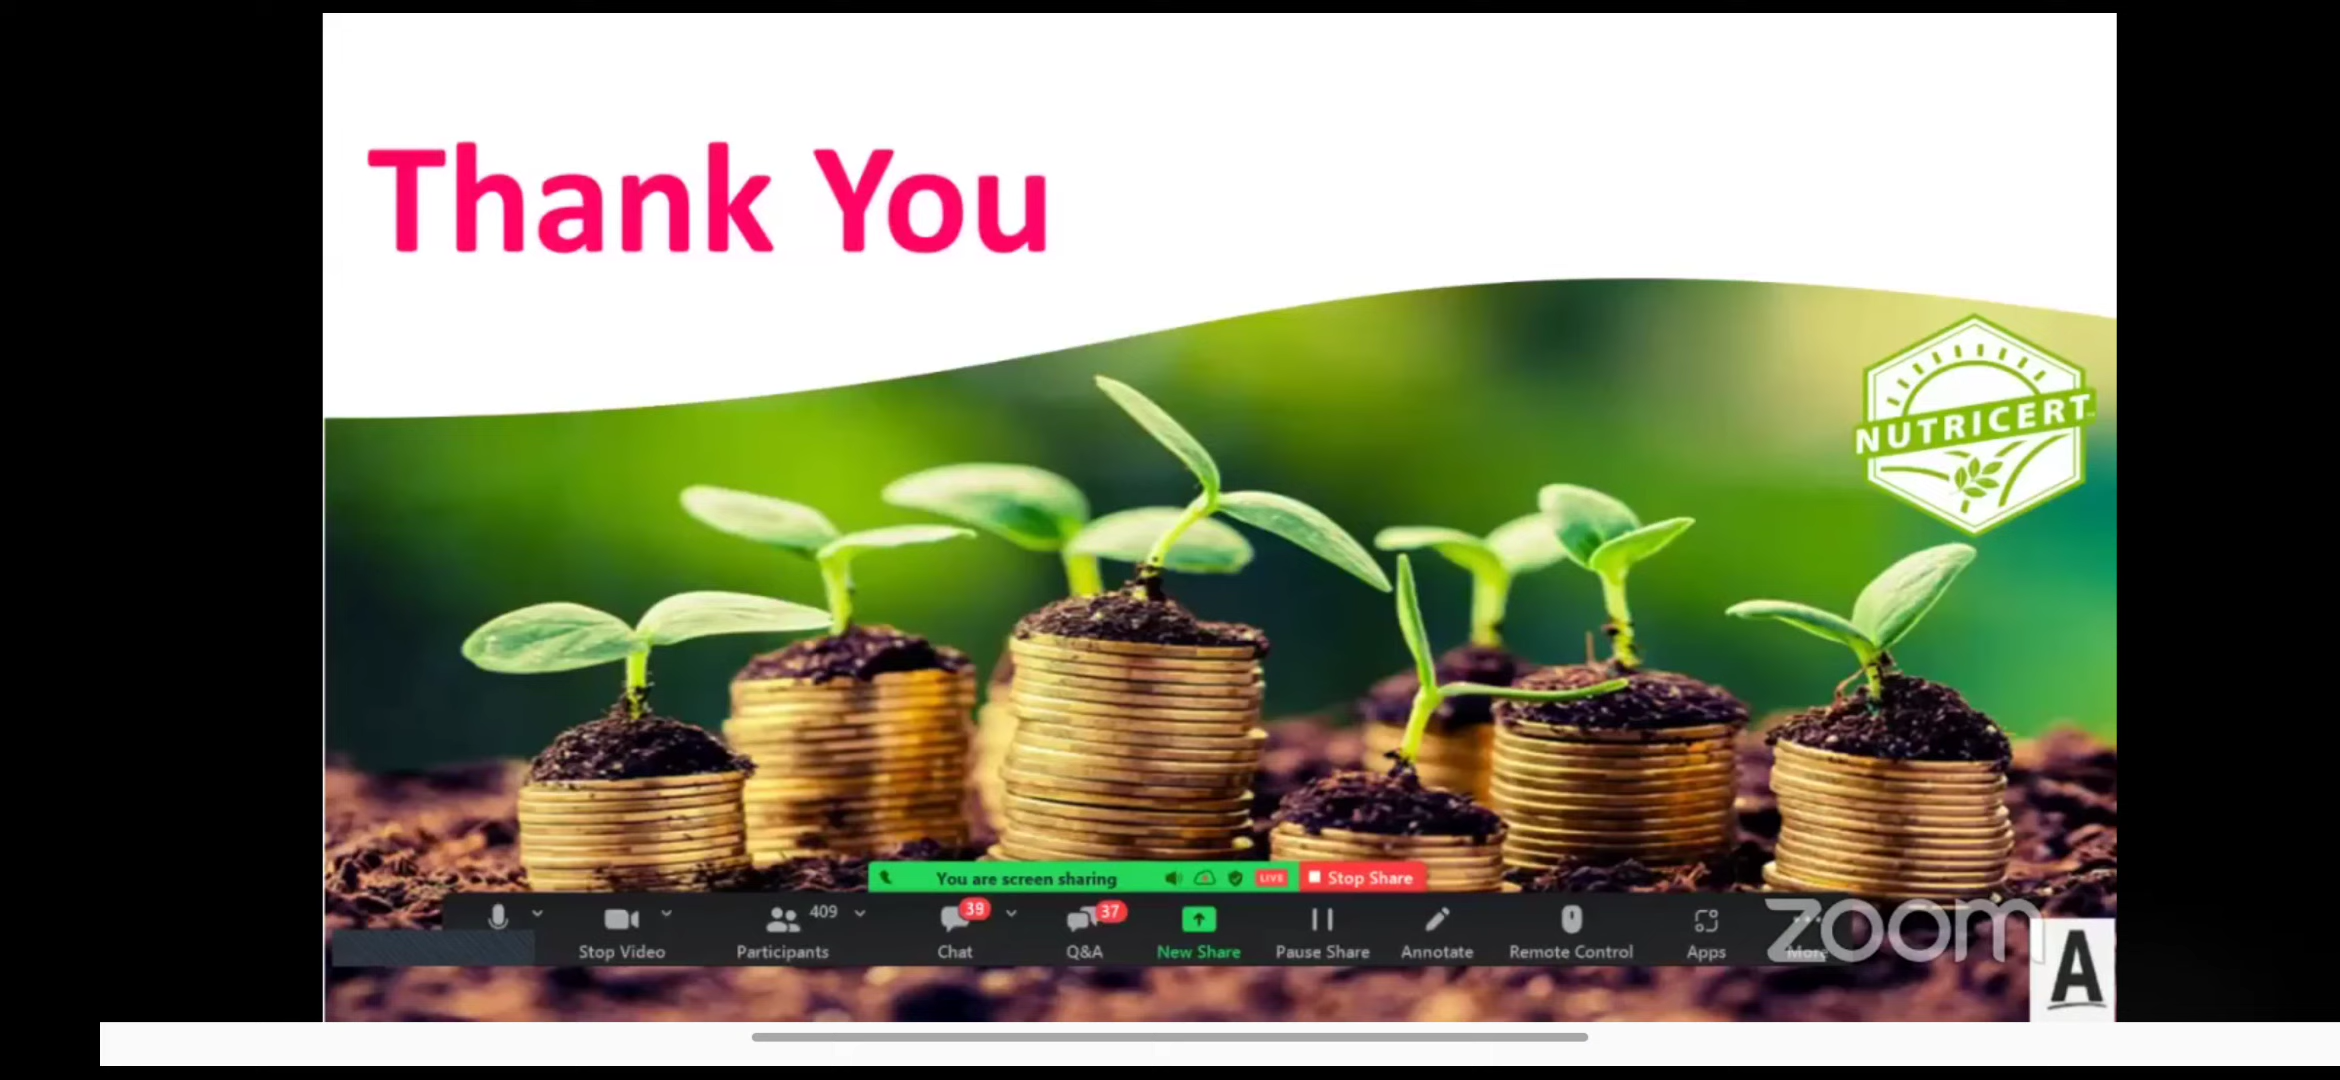 Thank You
NUTRICERT
You are screen sharing
LIVE
Stop Share
409
39
37
Stop Video
Participants
Chat
Q&A
New Share
Pause Share
Annotate
Remote Control
Apps
More
zoom
A